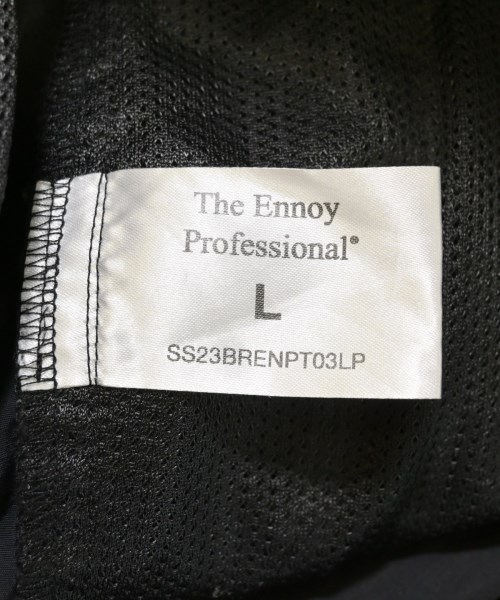 The Ennoy
Professional®
L
SS23BRENPT03LP